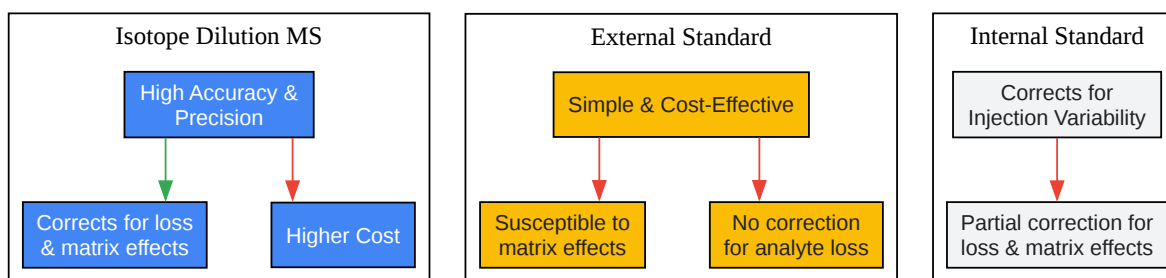 Isotope Dilution MS
High Accuracy &
Precision
Corrects for loss
& matrix effects
Higher Cost
External Standard
Simple & Cost-Effective
Susceptible to
matrix effects
No correction
for analyte loss
Internal Standard
Corrects for
Injection Variability
Partial correction for
loss & matrix effects